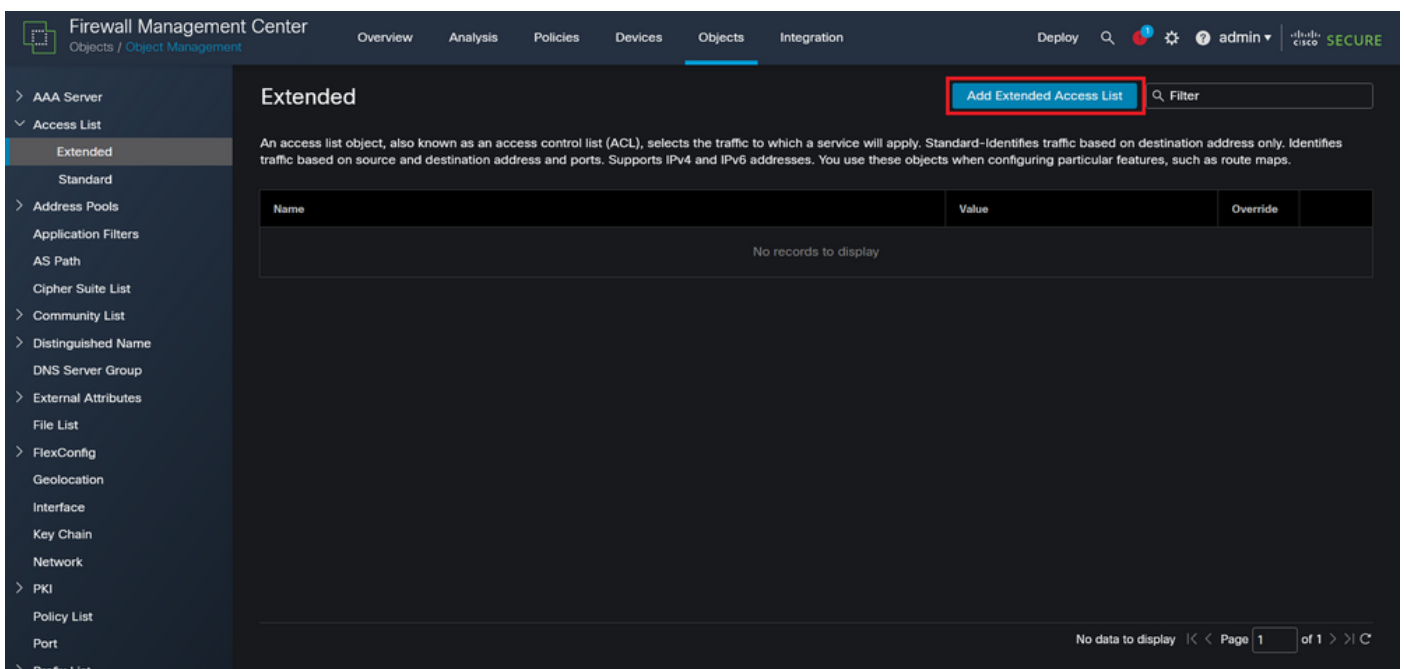 Firewall Management Center
Objects / Object Management
Overview
Analysis
Policies
Devices
Objects
Integration
Deploy
1
admin
cisco SECURE
AAA Server
Access List
Extended
Standard
Address Pools
Application Filters
AS Path
Cipher Suite List
Community List
Distinguished Name
DNS Server Group
External Attributes
File List
FlexConfig
Geolocation
Interface
Key Chain
Network
PKI
Policy List
Port
Prefix List
Extended
Add Extended Access List
Filter
An access list object, also known as an access control list (ACL), selects the traffic to which a service will apply. Standard-Identifies traffic based on destination address only. Identifies
traffic based on source and destination address and ports. Supports IPv4 and IPv6 addresses. You use these objects when configuring particular features, such as route maps.
Name
Value
Override
No records to display
No data to display |< < Page 1 of 1 > >| C